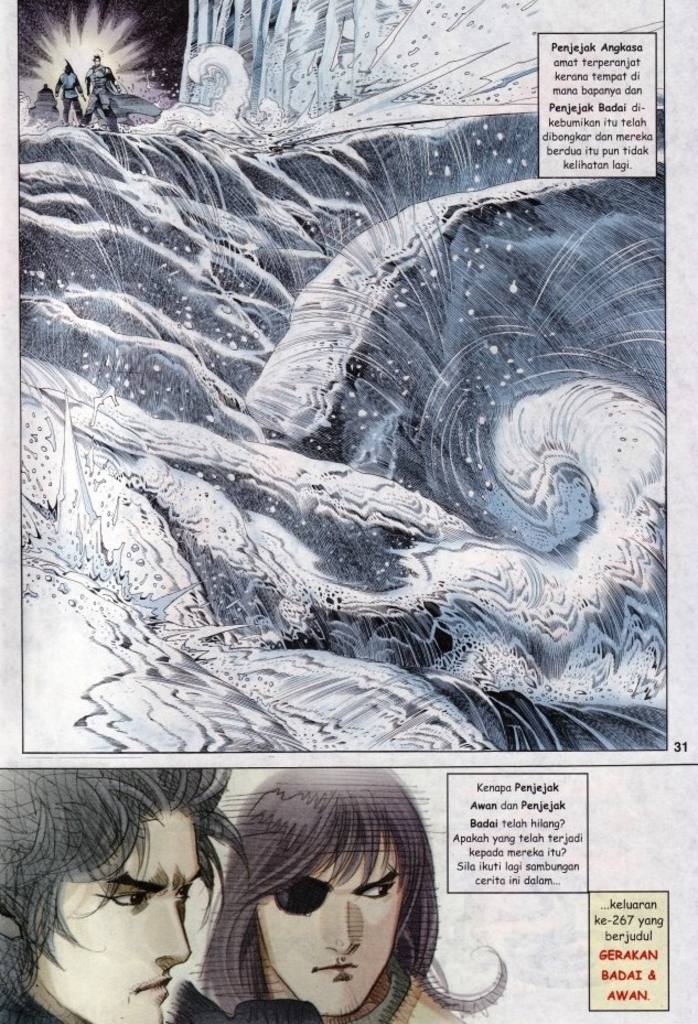 Penjejak Angkasa
amat terperanjat
kerana tempat di
mana bapanya dan
Penjejak Badai di-
kebumikan itu telah
dibongkar dan mereka
berdua itu pun tidak
kelihatan lagi.
31
Kenapa Penjejak
Awan dan Penjejak
Badai telah hilang?
Apakah yang telah terjadi
kepada mereka itu?
Sila ikuti lagi sambungan
cerita ini dalam...
...keluaran
ke-267 yang
berjudul
GERAKAN
BADAI &
AWAN.